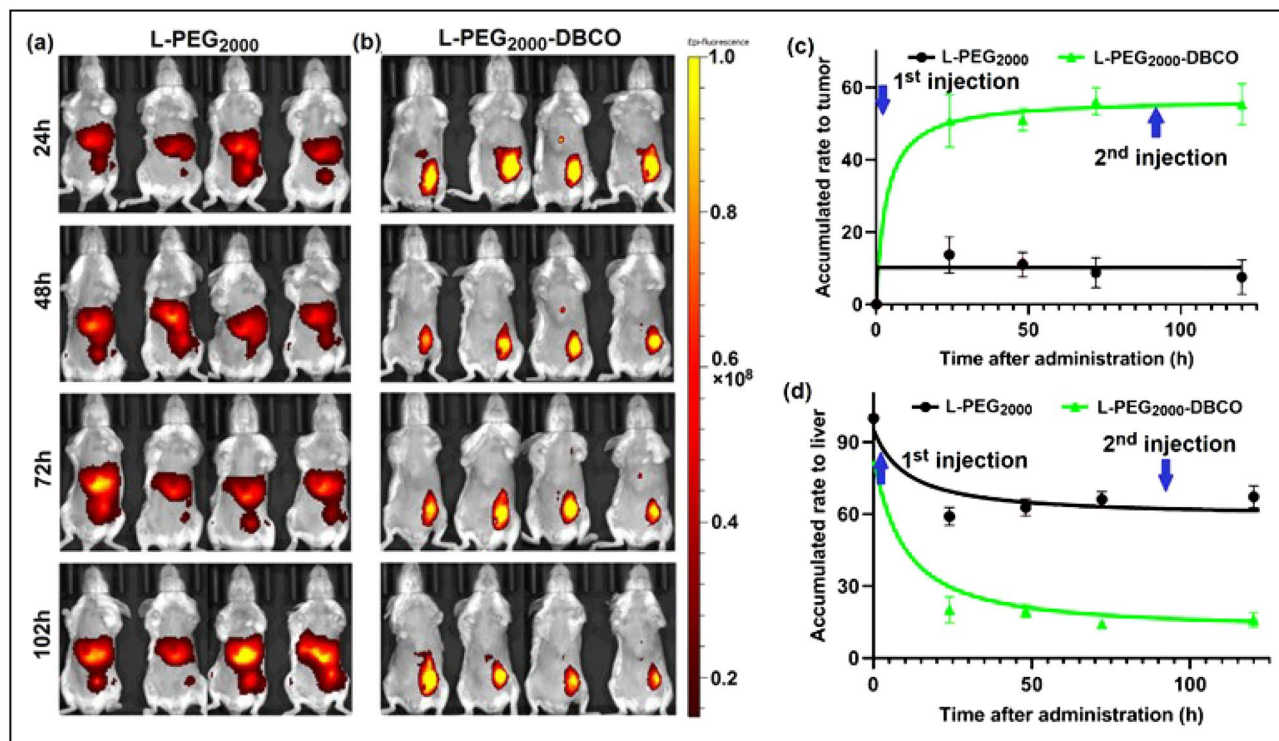 (a) L-PEG2000
(b) L-PEG2000-DBCO
24h
48h
72h
102h
Epi-fluorescence
1.0
0.8
0.6
×10⁸
0.4
0.2
(c)
L-PEG2000 L-PEG2000-DBCO
1st injection
2nd injection
Accumulated rate to tumor
60
40
20
0
0 50 100
Time after administration (h)
(d)
L-PEG2000 L-PEG2000-DBCO
1st injection
2nd injection
Accumulated rate to liver
90
60
30
0
0 50 100
Time after administration (h)